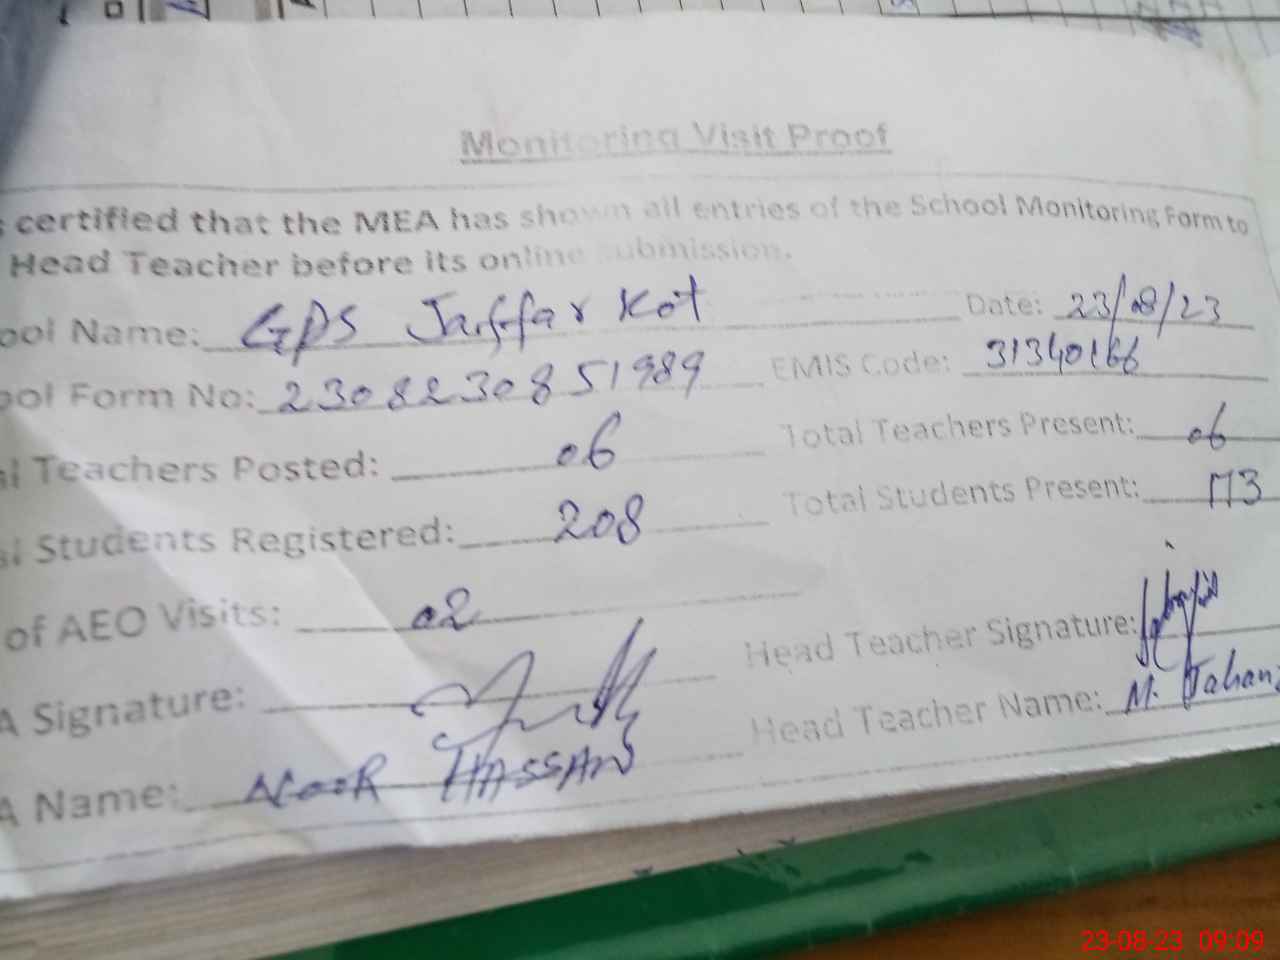 Monitoring Visit Proof
certified that the MEA has shown all entries of the School Monitoring Form to
Head Teacher before its online submission.
ool Name: GPS Jaffar Kot Date: 23/08/23
ool Form No: 2308230851989 EMIS Code: 31340166
al Teachers Posted: 06 Total Teachers Present: 06
al Students Registered: 208 Total Students Present: 173
of AEO Visits: 02
A Signature: Head Teacher Signature:
A Name: NOOR HASSAN Head Teacher Name: M. Jahan
23-08-23 09:09